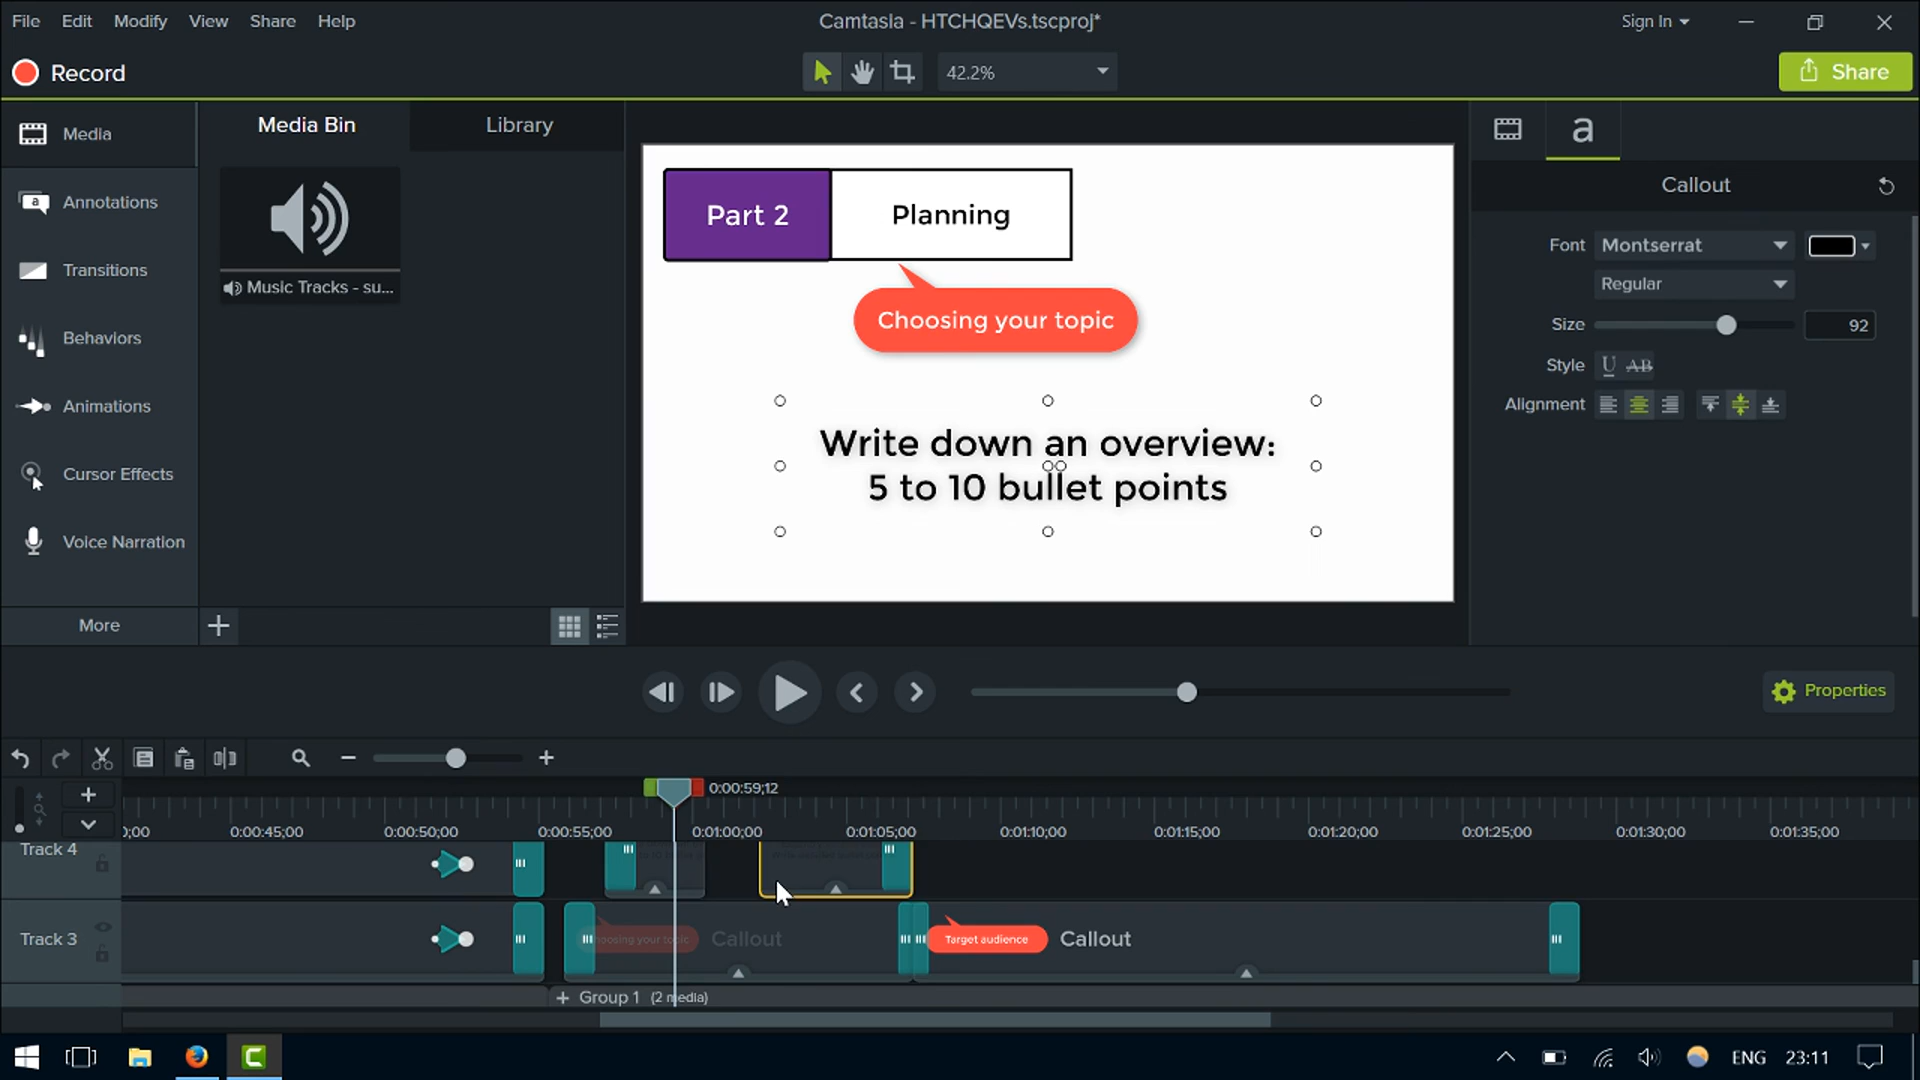 File Edit Modify View Share Help
Camtasia - HTCHQEVs.tscproj*
Sign In
Record
42.2%
Share
Media
Annotations
Transitions
Behaviors
Animations
Cursor Effects
Voice Narration
More
Media Bin
Library
Music Tracks - su...
Part 2
Planning
Choosing your topic
Write down an overview:
5 to 10 bullet points
a
Callout
Font Montserrat
Regular
Size 92
Style U AB
Alignment
Properties
0:00:59;12
0:00:45;00 0:00:50;00 0:00:55;00 0:01:00;00 0:01:05;00 0:01:10;00 0:01:15;00 0:01:20;00 0:01:25;00 0:01:30;00 0:01:35;00
Track 4
Track 3
Callout
Target audience
Callout
Group 1 (2 media)
ENG 23:11